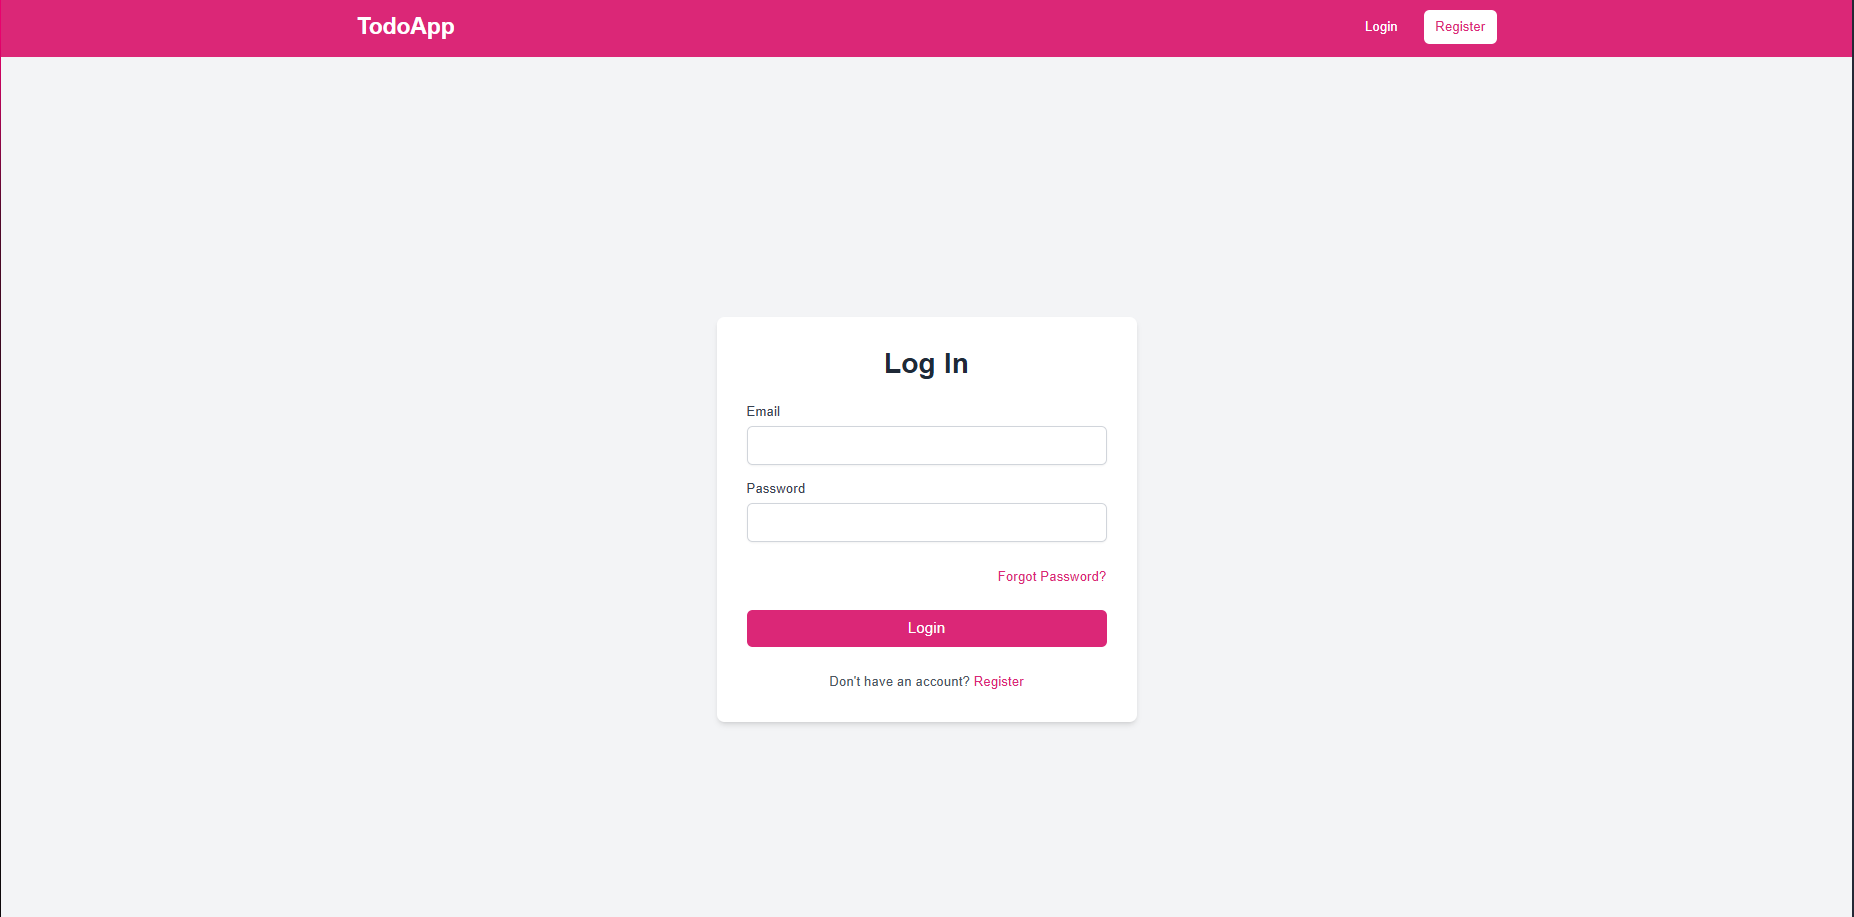 TodoApp
Login
Register
Log In
Email
Password
Forgot Password?
Login
Don't have an account? Register